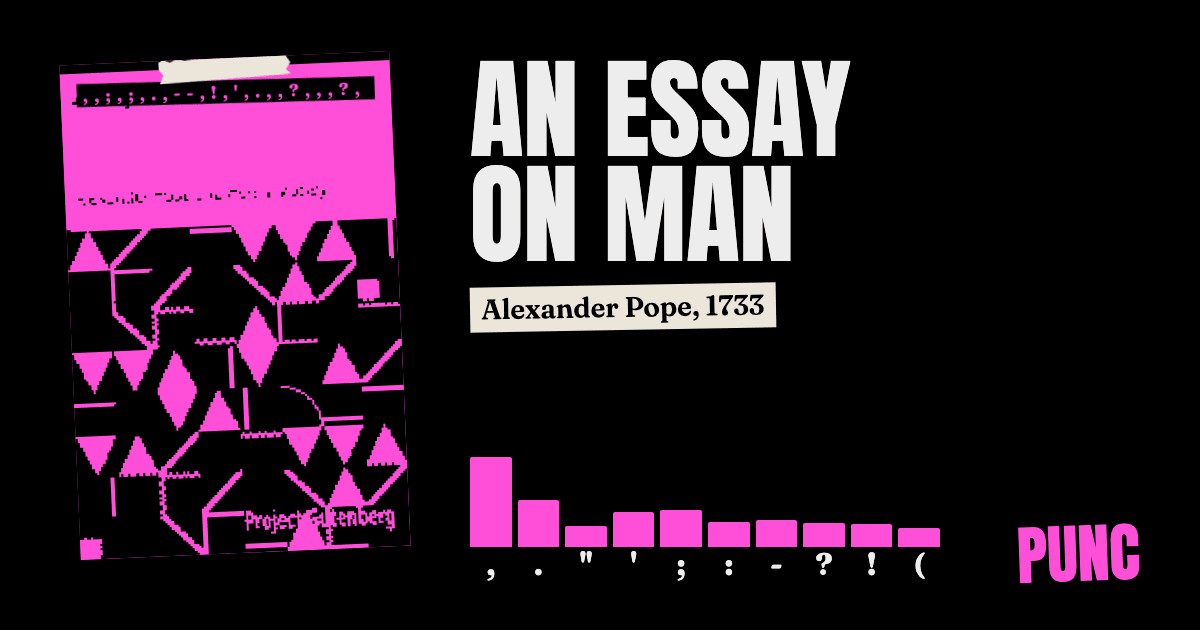 ,,;,;.,--,!,',.,,?,,,?,
AN ESSAY
ON MAN
Alexander Pope, 1733
Project Gutenberg
, . " ' ; : - ? ! (
PUNC